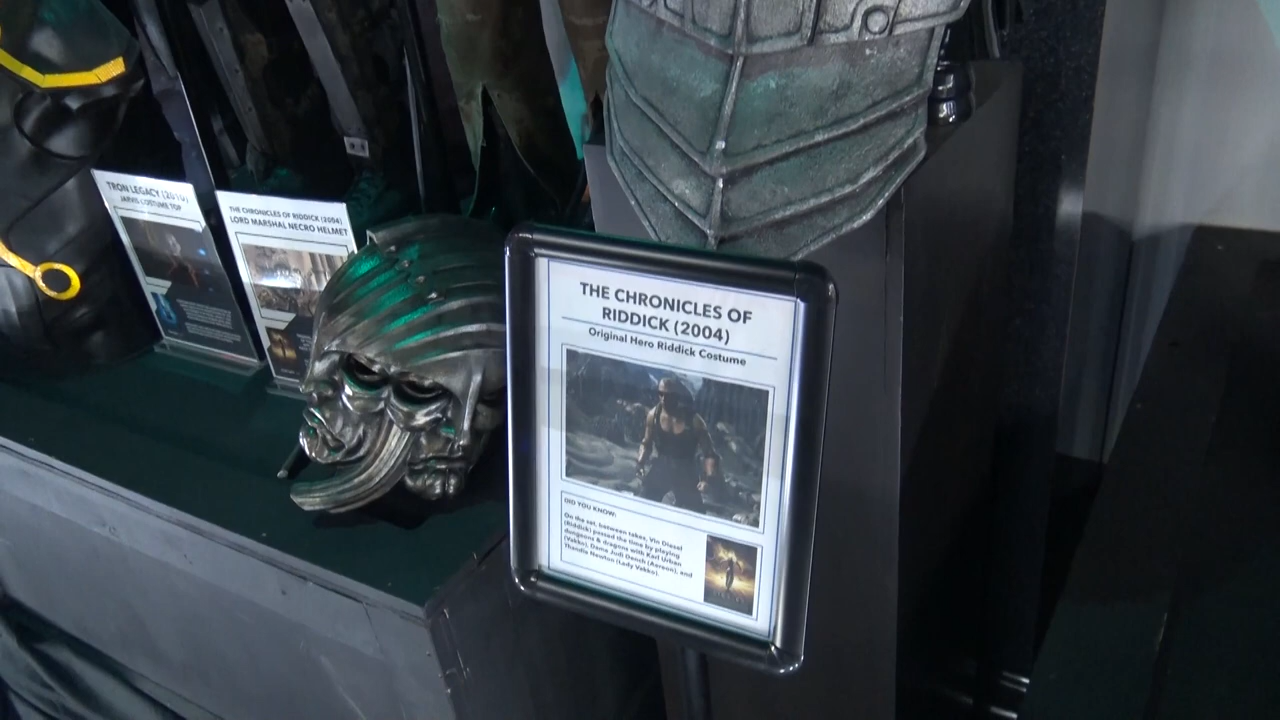 TRON LEGACY (2010)
JARVIS COSTUME TOP
THE CHRONICLES OF RIDDICK (2004)
LORD MARSHAL NECRO HELMET
THE CHRONICLES OF
RIDDICK (2004)
Original Hero Riddick Costume
DID YOU KNOW:
On the set, between takes, Vin Diesel
(Riddick) passed the time by playing
dungeons & dragons with Karl Urban
(Vakko), Dame Judi Dench (Aereon), and
Thandie Newton (Lady Vakko).